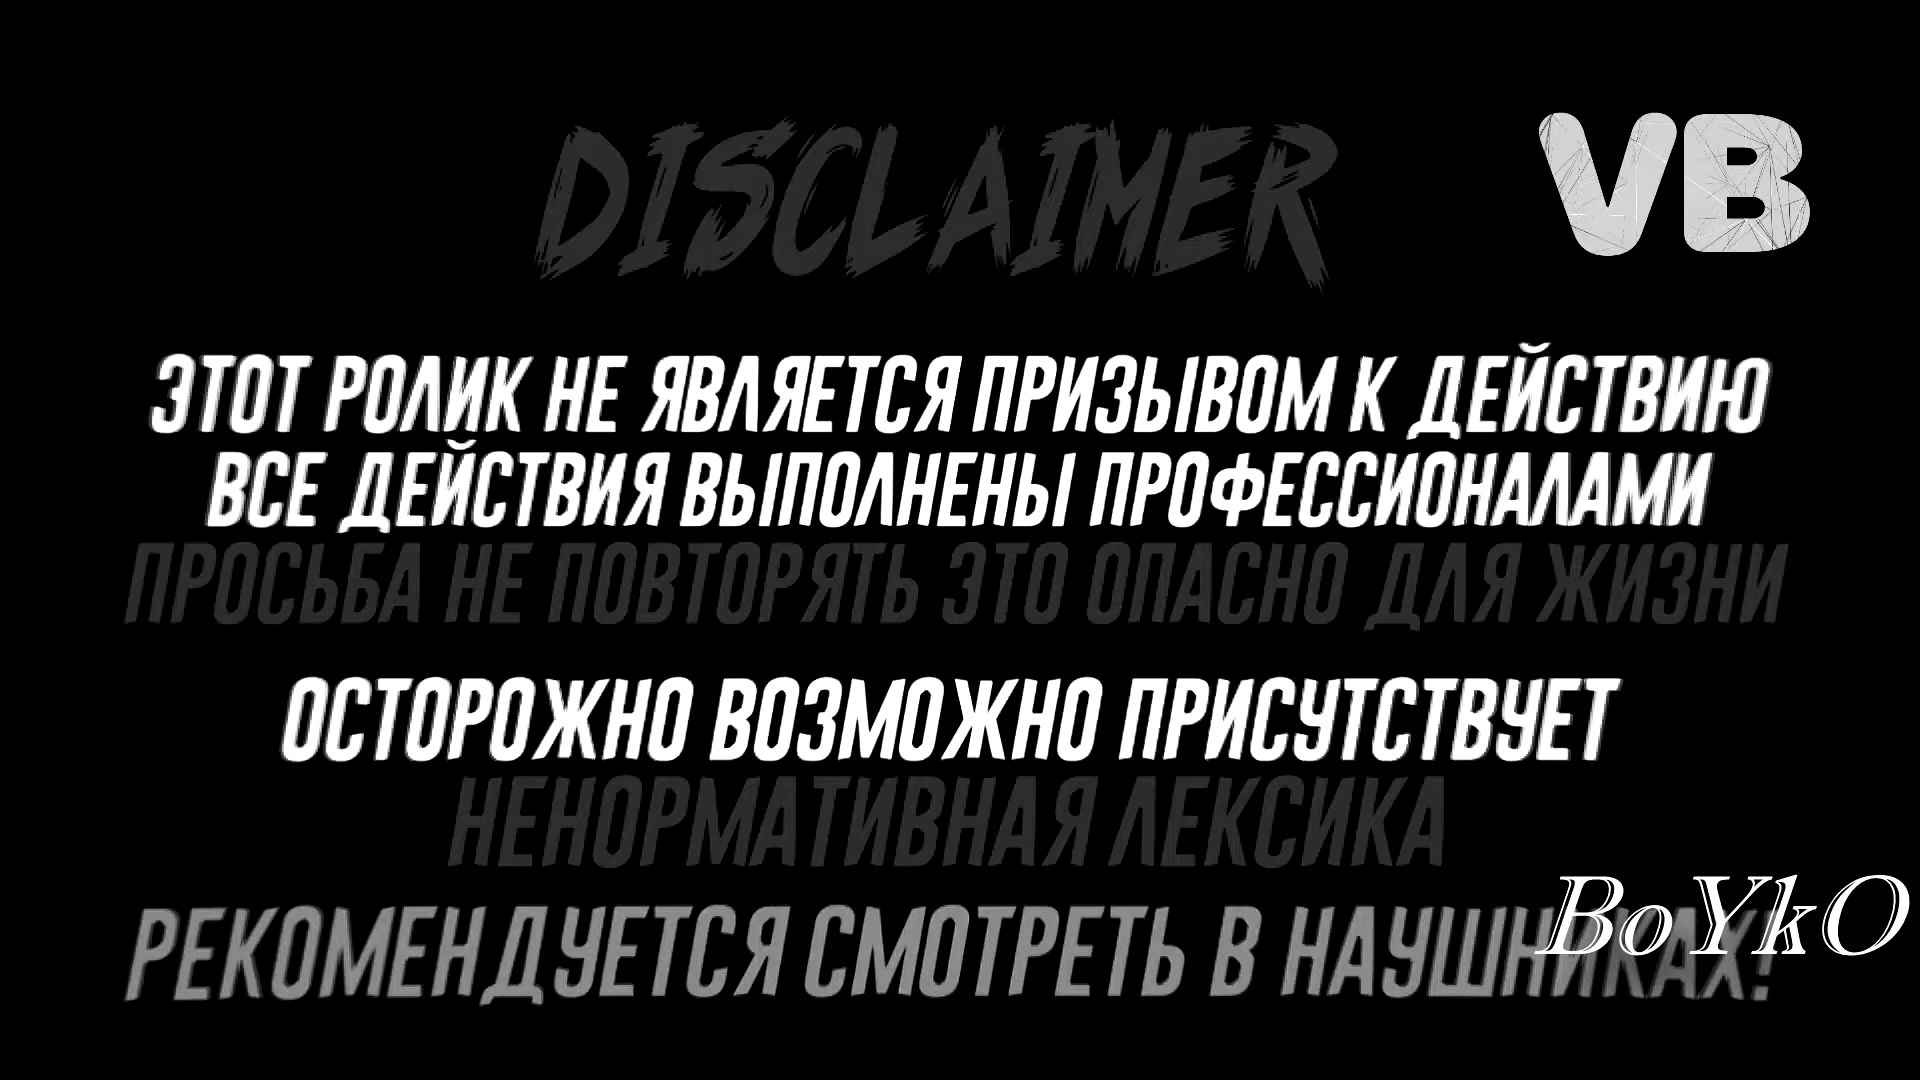 DISCLAIMER
VB
ЭТОТ РОЛИК НЕ ЯВЛЯЕТСЯ ПРИЗЫВОМ К ДЕЙСТВИЮ
ВСЕ ДЕЙСТВИЯ ВЫПОЛНЕНЫ ПРОФЕССИОНАЛАМИ
ПРОСЬБА НЕ ПОВТОРЯТЬ ЭТО ОПАСНО ДЛЯ ЖИЗНИ
ОСТОРОЖНО ВОЗМОЖНО ПРИСУТСТВУЕТ
НЕНОРМАТИВНАЯ ЛЕКСИКА
РЕКОМЕНДУЕТСЯ СМОТРЕТЬ В НАУШНИКАХ!
BoYkO